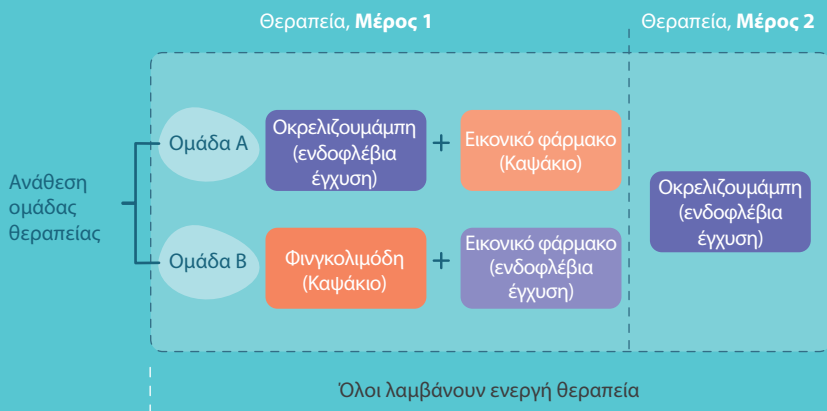 Θεραπεία, Μέρος 1
Θεραπεία, Μέρος 2
Ανάθεση
ομάδας
θεραπείας
Ομάδα Α
Οκρελιζουμάμπη
(ενδοφλέβια
έγχυση)
+
Εικονικό φάρμακο
(Καψάκιο)
Ομάδα Β
Φινγκολιμόδη
(Καψάκιο)
+
Εικονικό φάρμακο
(ενδοφλέβια
έγχυση)
Οκρελιζουμάμπη
(ενδοφλέβια
έγχυση)
Όλοι λαμβάνουν ενεργή θεραπεία